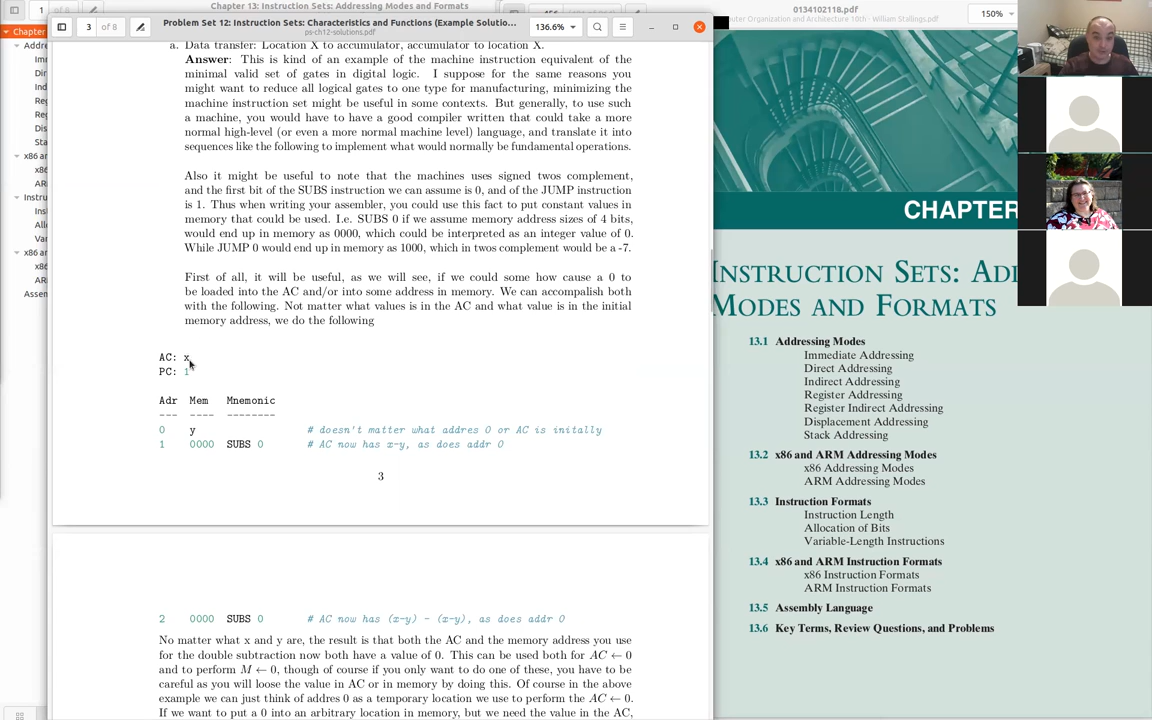 Chapter 13: Instruction Sets: Addressing Modes and Formats
1 of 8
Chapter
Addre
Im
Dir
Ind
Reg
Reg
Dis
Sta
x86 an
x86
ARI
Instru
Ins
Allo
Var
x86 an
x86
ARI
Assem
Problem Set 12: Instruction Sets: Characteristics and Functions (Example Solutio...
ps-ch12-solutions.pdf
3 of 8
136.6%
a. Data transfer: Location X to accumulator, accumulator to location X.
Answer: This is kind of an example of the machine instruction equivalent of the
minimal valid set of gates in digital logic. I suppose for the same reasons you
might want to reduce all logical gates to one type for manufacturing, minimizing the
machine instruction set might be useful in some contexts. But generally, to use such
a machine, you would have to have a good compiler written that could take a more
normal high-level (or even a more normal machine level) language, and translate it into
sequences like the following to implement what would normally be fundamental operations.
Also it might be useful to note that the machines uses signed twos complement,
and the first bit of the SUBS instruction we can assume is 0, and of the JUMP instruction
is 1. Thus when writing your assembler, you could use this fact to put constant values in
memory that could be used. I.e. SUBS 0 if we assume memory address sizes of 4 bits,
would end up in memory as 0000, which could be interpreted as an integer value of 0.
While JUMP 0 would end up in memory as 1000, which in twos complement would be a -7.
First of all, it will be useful, as we will see, if we could some how cause a 0 to
be loaded into the AC and/or into some address in memory. We can accompalish both
with the following. Not matter what values is in the AC and what value is in the initial
memory address, we do the following
AC: x
PC: 1
Adr Mem Mnemonic
--- ---- --------
0 y # doesn't matter what addres 0 or AC is initally
1 0000 SUBS 0 # AC now has x-y, as does addr 0
3
2 0000 SUBS 0 # AC now has (x-y) - (x-y), as does addr 0
No matter what x and y are, the result is that both the AC and the memory address you use
for the double subtraction now both have a value of 0. This can be used both for AC ← 0
and to perform M ← 0, though of course if you only want to do one of these, you have to be
careful as you will loose the value in AC or in memory by doing this. Of course in the above
example we can just think of addres 0 as a temporary location we use to perform the AC ← 0.
If we want to put a 0 into an arbitrary location in memory, but we need the value in the AC,
0134102118.pdf
uter Organization and Architecture 10th - William Stallings.pdf
150%
CHAPTER
INSTRUCTION SETS: AD
MODES AND FORMATS
13.1 Addressing Modes
Immediate Addressing
Direct Addressing
Indirect Addressing
Register Addressing
Register Indirect Addressing
Displacement Addressing
Stack Addressing
13.2 x86 and ARM Addressing Modes
x86 Addressing Modes
ARM Addressing Modes
13.3 Instruction Formats
Instruction Length
Allocation of Bits
Variable-Length Instructions
13.4 x86 and ARM Instruction Formats
x86 Instruction Formats
ARM Instruction Formats
13.5 Assembly Language
13.6 Key Terms, Review Questions, and Problems